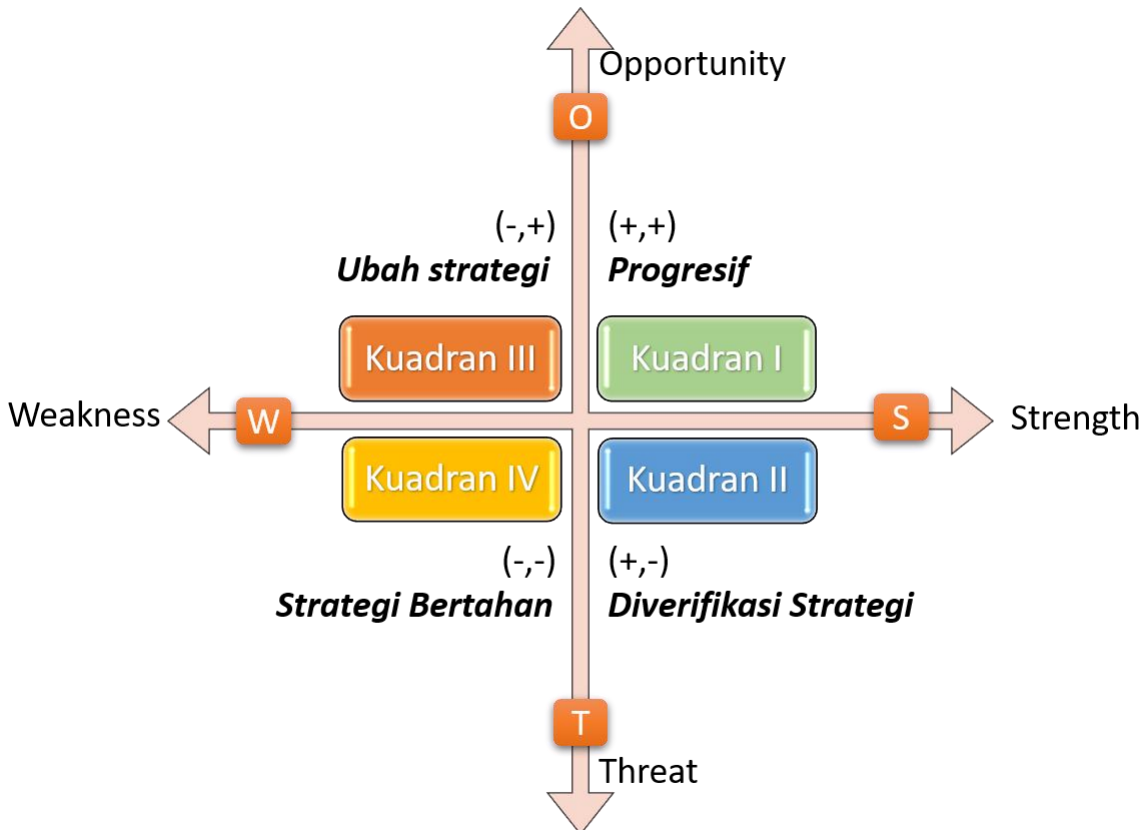 Opportunity
O
(-,+)
(+,+)
Ubah strategi
Progresif
Kuadran III
Kuadran I
Weakness
W
S
Strength
Kuadran IV
Kuadran II
(-,-)
(+,-)
Strategi Bertahan
Diverifikasi Strategi
T
Threat